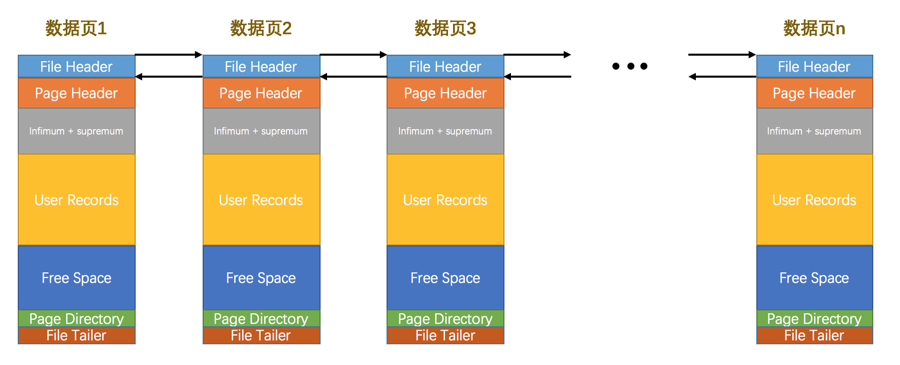 数据页1
数据页2
数据页3
数据页n
File Header
File Header
File Header
File Header
Page Header
Page Header
Page Header
Page Header
Infimum + supremum
Infimum + supremum
Infimum + supremum
Infimum + supremum
User Records
User Records
User Records
User Records
Free Space
Free Space
Free Space
Free Space
Page Directory
Page Directory
Page Directory
Page Directory
File Tailer
File Tailer
File Tailer
File Tailer